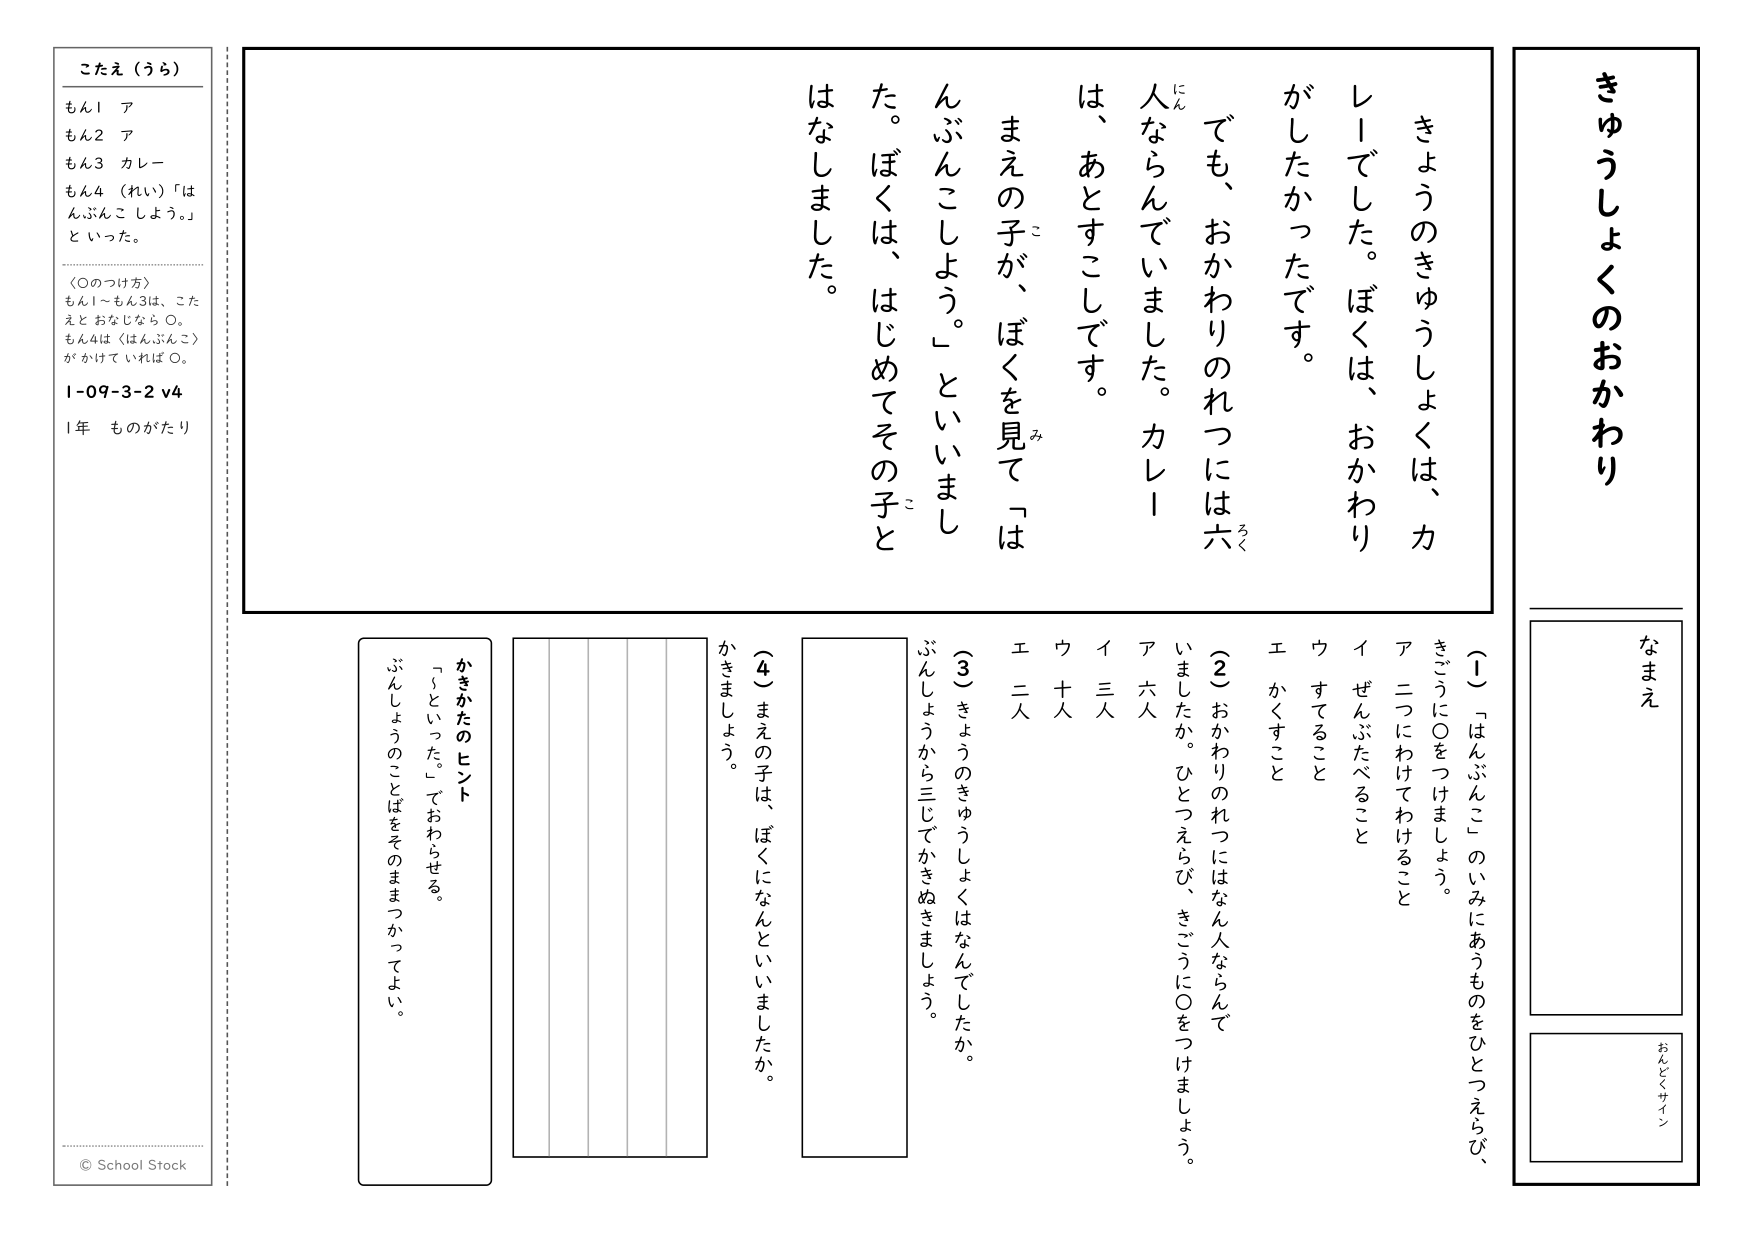 きゅうしょくのおかわり
なまえ
おんどくサイン
きょうのきゅうしょくは、カ
レーでした。ぼくは、おかわり
がしたかったです。
でも、おかわりのれつには六
ろく
人ならんでいました。カレー
にん
は、あとすこしです。
まえの子が、ぼくを見て「は
こ
み
んぶんこしよう。」といいまし
た。ぼくは、はじめてその子と
こ
はなしました。
(1)「はんぶんこ」のいみにあうものをひとつえらび、
きごうに〇をつけましょう。
ア 二つにわけてわけること
イ ぜんぶたべること
ウ すてること
エ かくすこと
(2)おかわりのれつにはなん人ならんで
いましたか。ひとつえらび、きごうに〇をつけましょう。
ア 六人
イ 三人
ウ 十人
エ 二人
(3)きょうのきゅうしょくはなんでしたか。
ぶんしょうから三じでかきぬきましょう。
(4)まえの子は、ぼくになんといいましたか。
かきましょう。
かきかたの ヒント
「〜といった。」でおわらせる。
ぶんしょうのことばをそのままつかってよい。
こたえ(うら)
もん1 ア
もん2 ア
もん3 カレー
もん4 (れい)「は
んぶんこ しよう。」
と いった。
〈〇のつけ方〉
もん1〜もん3は、こた
えと おなじなら 〇。
もん4は〈はんぶんこ〉
が かけて いれば 〇。
1-09-3-2 v4
1年 ものがたり
© School Stock